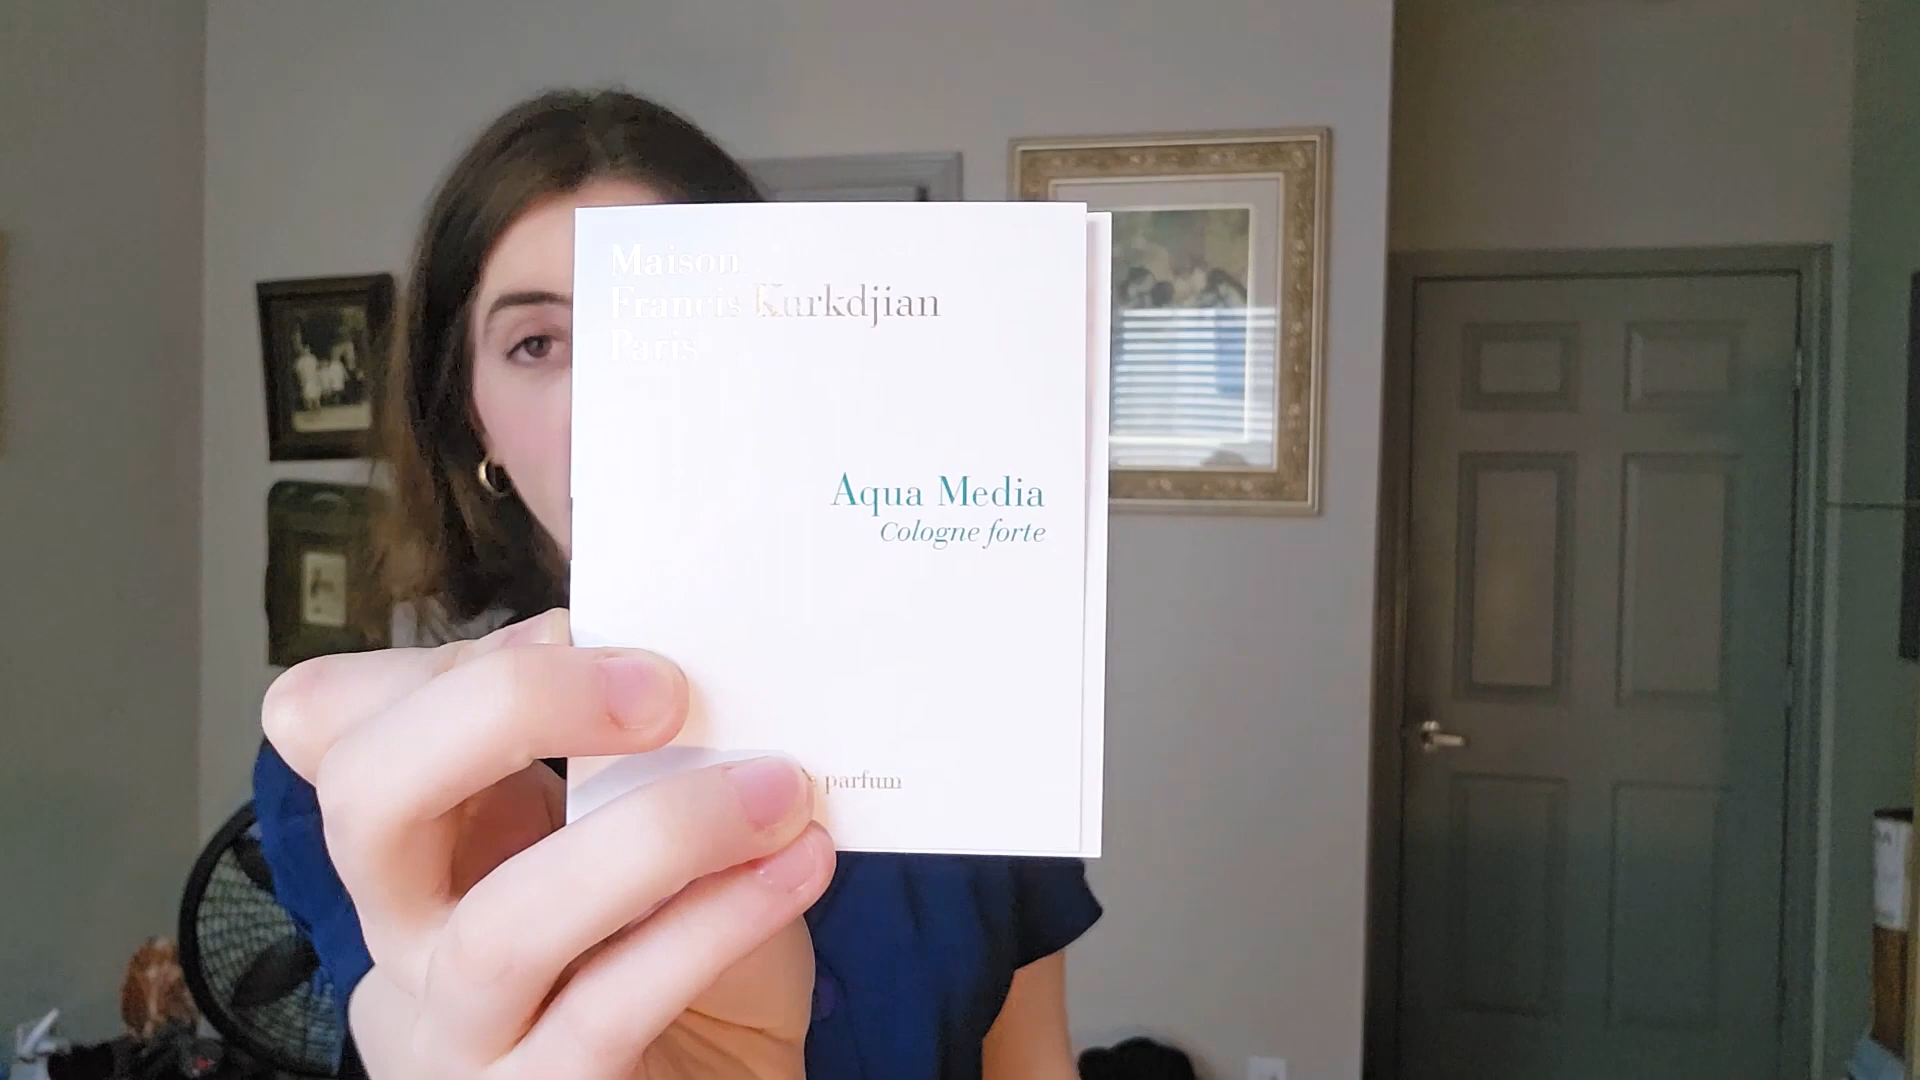 Maison
Francis Kurkdjian
Paris
Aqua Media
Cologne forte
parfum